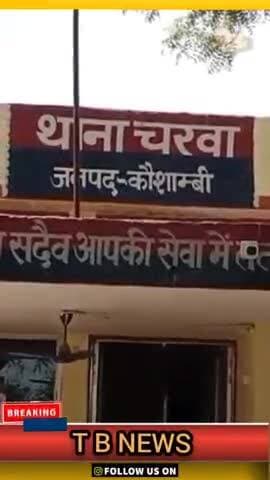 थाना चरवा
जनपद-कौशाम्बी
सदैव आपकी सेवा में
BREAKING
T B NEWS
FOLLOW US ON